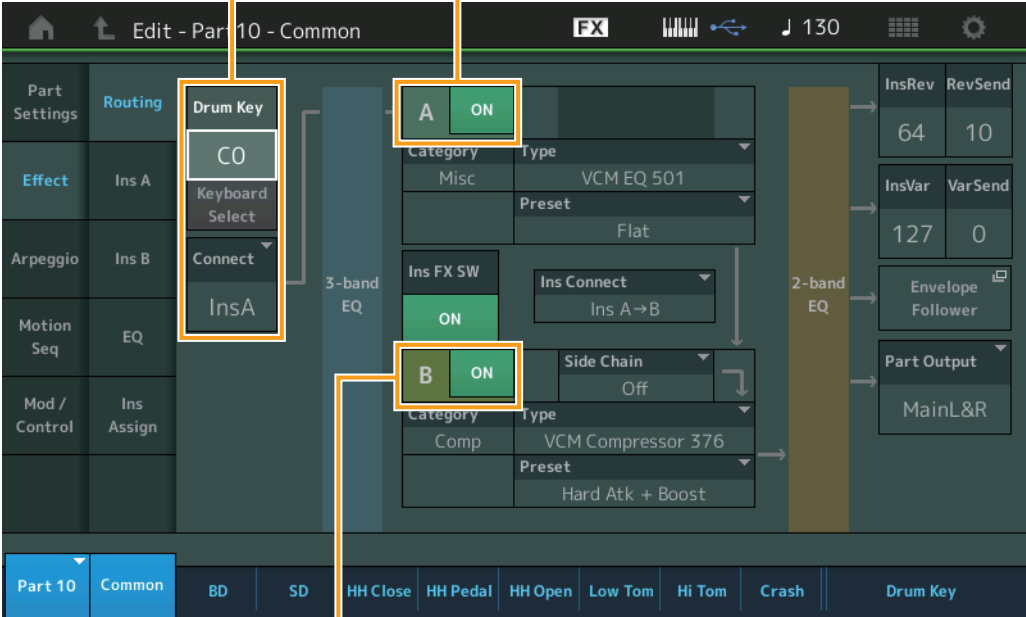 Edit - Part10 - Common
FX
♩ 130
Part
Settings
Effect
Arpeggio
Motion
Seq
Mod /
Control
Routing
Ins A
Ins B
EQ
Ins
Assign
Drum Key
C0
Keyboard
Select
Connect
InsA
3-band
EQ
A ON
Category Type
Misc VCM EQ 501
Preset
Flat
Ins FX SW
ON
Ins Connect
Ins A→B
B ON
Side Chain
Off
Category Type
Comp VCM Compressor 376
Preset
Hard Atk + Boost
2-band
EQ
InsRev RevSend
64 10
InsVar VarSend
127 0
Envelope
Follower
Part Output
MainL&R
Part 10 Common BD SD HH Close HH Pedal HH Open Low Tom Hi Tom Crash Drum Key